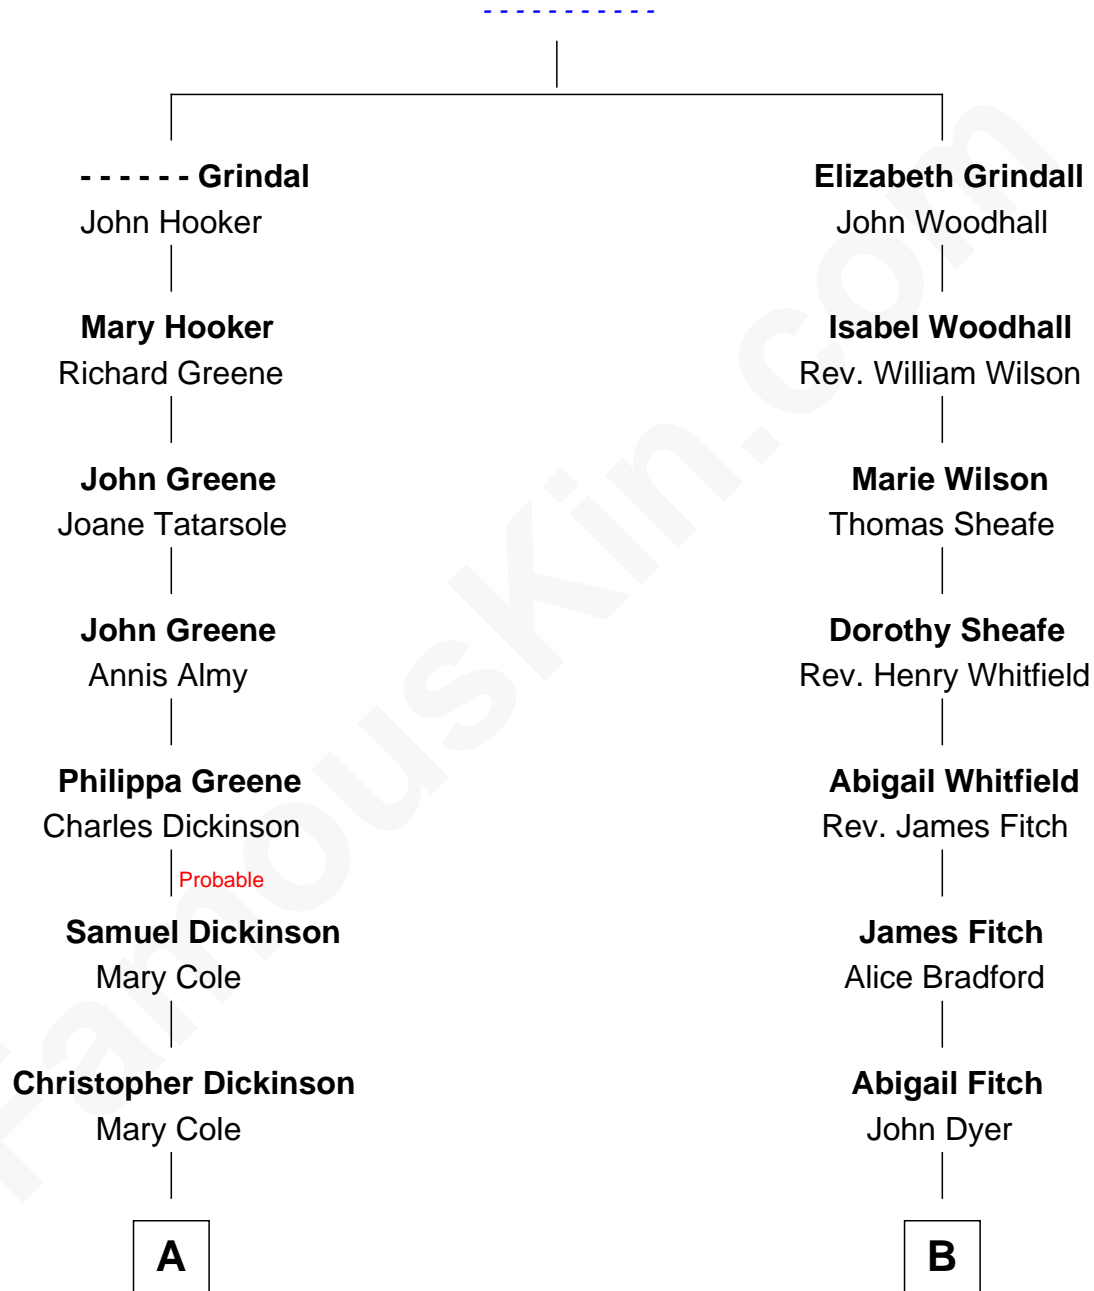 - - - - - - - - - - -
- - - - - - Grindal
John Hooker
Elizabeth Grindall
John Woodhall
Mary Hooker
Richard Greene
Isabel Woodhall
Rev. William Wilson
John Greene
Joane Tatarsole
Marie Wilson
Thomas Sheafe
John Greene
Annis Almy
Dorothy Sheafe
Rev. Henry Whitfield
Philippa Greene
Charles Dickinson
Abigail Whitfield
Rev. James Fitch
Probable
Samuel Dickinson
Mary Cole
James Fitch
Alice Bradford
Christopher Dickinson
Mary Cole
Abigail Fitch
John Dyer
A
B
FamousKin.com